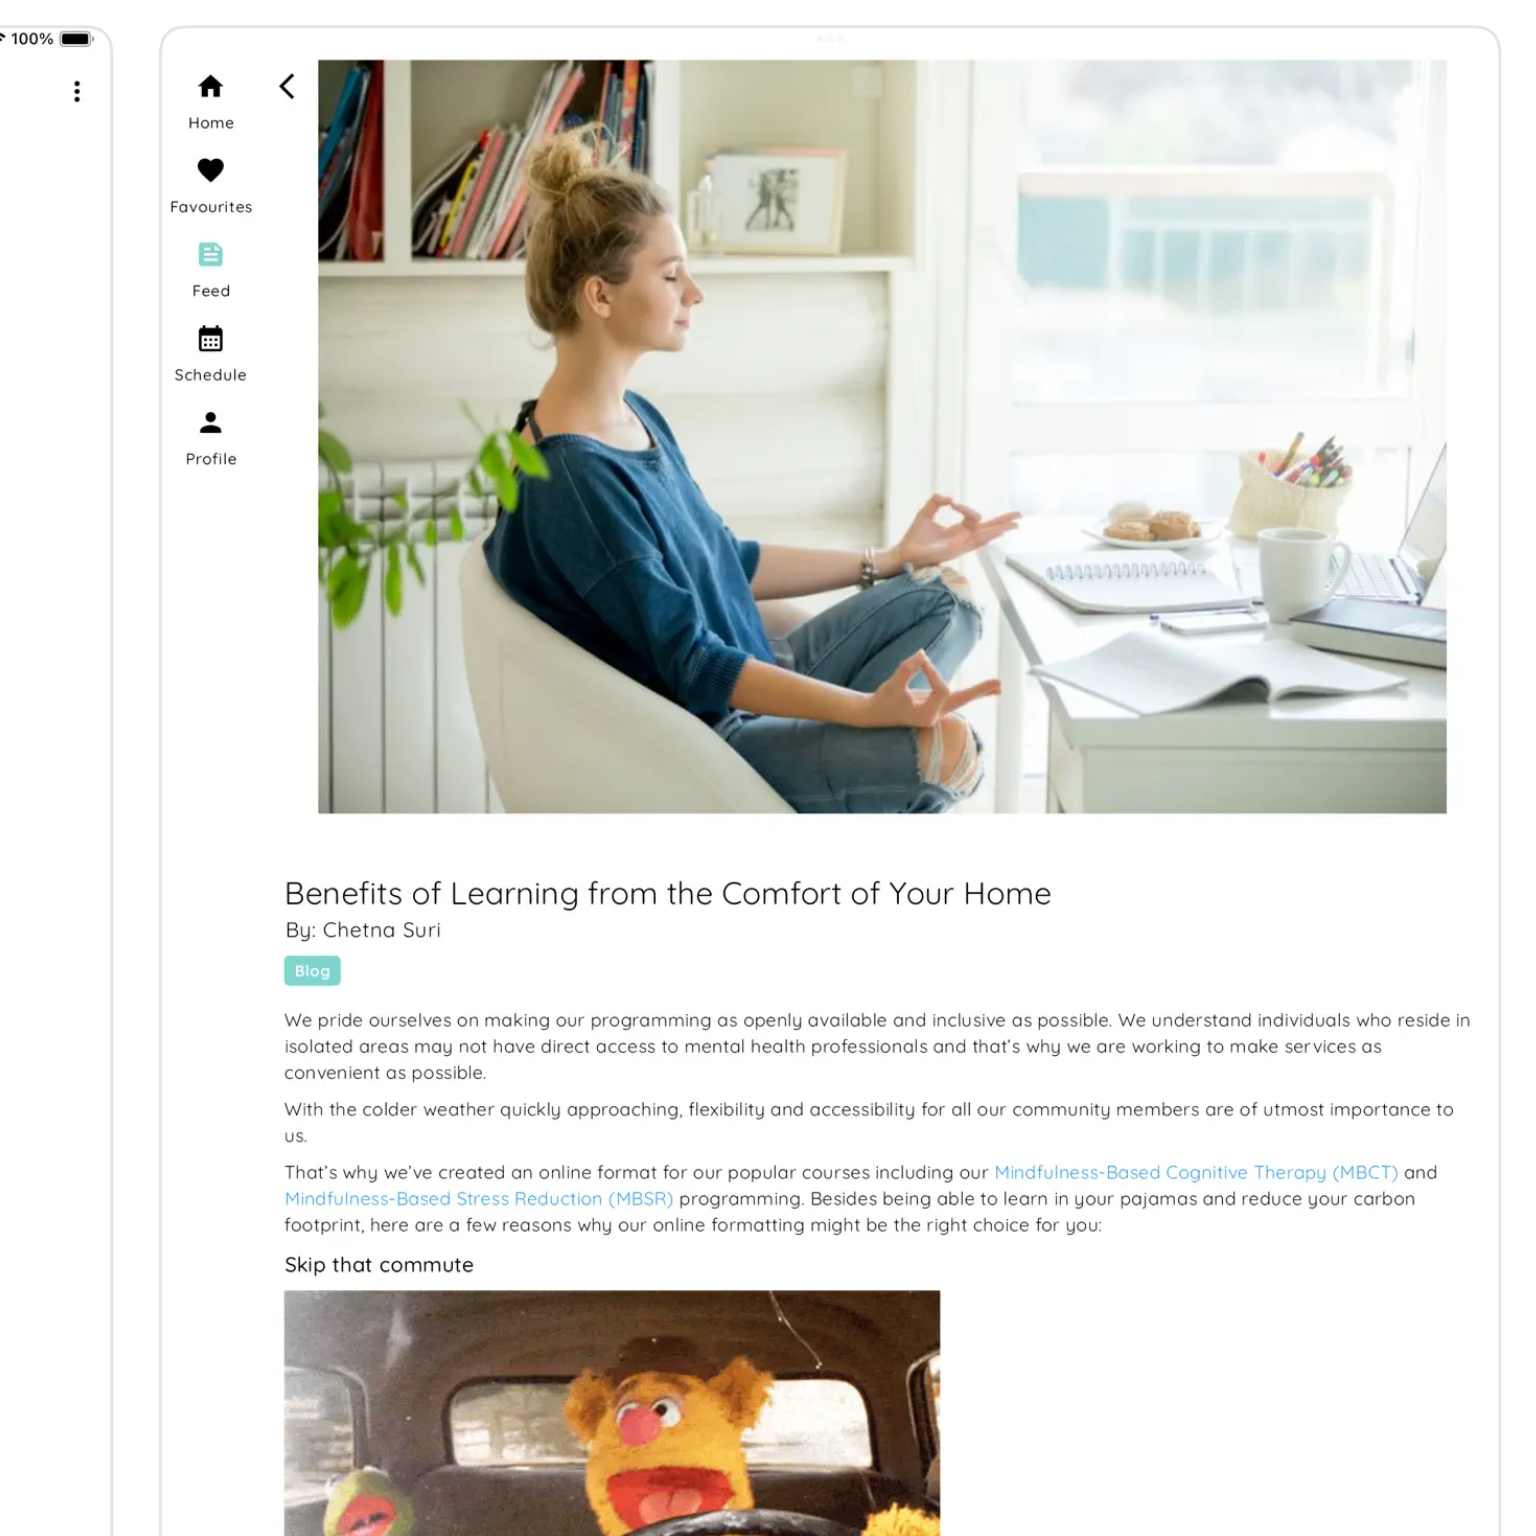 100%
Home
Favourites
Feed
Schedule
Profile
Benefits of Learning from the Comfort of Your Home
By: Chetna Suri
Blog
We pride ourselves on making our programming as openly available and inclusive as possible. We understand individuals who reside in
isolated areas may not have direct access to mental health professionals and that’s why we are working to make services as
convenient as possible.
With the colder weather quickly approaching, flexibility and accessibility for all our community members are of utmost importance to
us.
That’s why we’ve created an online format for our popular courses including our Mindfulness-Based Cognitive Therapy (MBCT) and
Mindfulness-Based Stress Reduction (MBSR) programming. Besides being able to learn in your pajamas and reduce your carbon
footprint, here are a few reasons why our online formatting might be the right choice for you:
Skip that commute